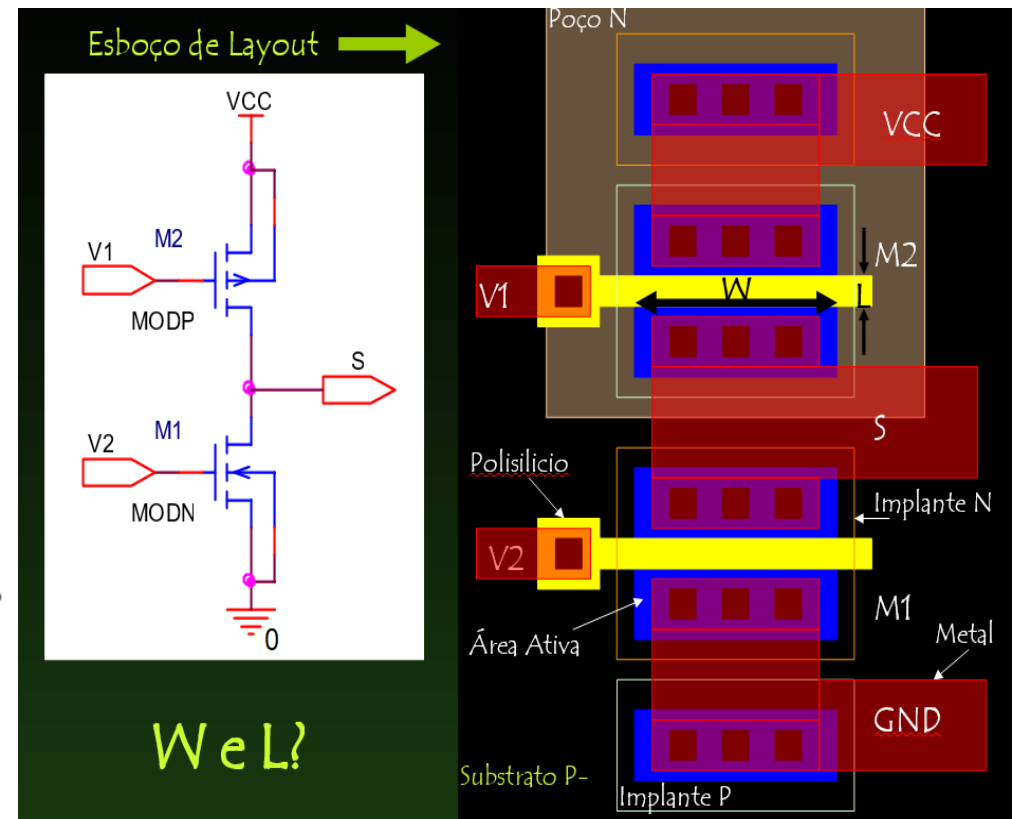 Esboço de Layout
VCC
V1
M2
MODP
S
V2
M1
MODN
0
W e L?
Poço N
VCC
M2
V1
W
L
S
Polisilicio
Implante N
V2
M1
Área Ativa
Metal
GND
Substrato P-
Implante P